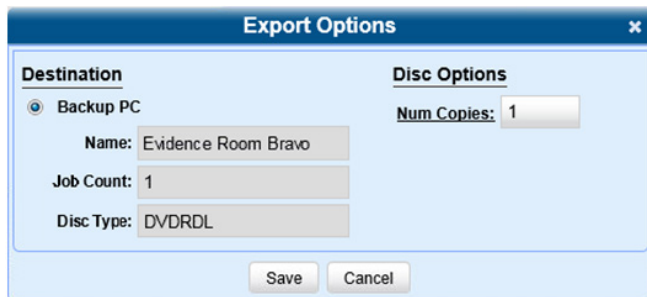 Export Options
Destination
Backup PC
Name: Evidence Room Bravo
Job Count: 1
Disc Type: DVDRDL
Disc Options
Num Copies: 1
Save Cancel